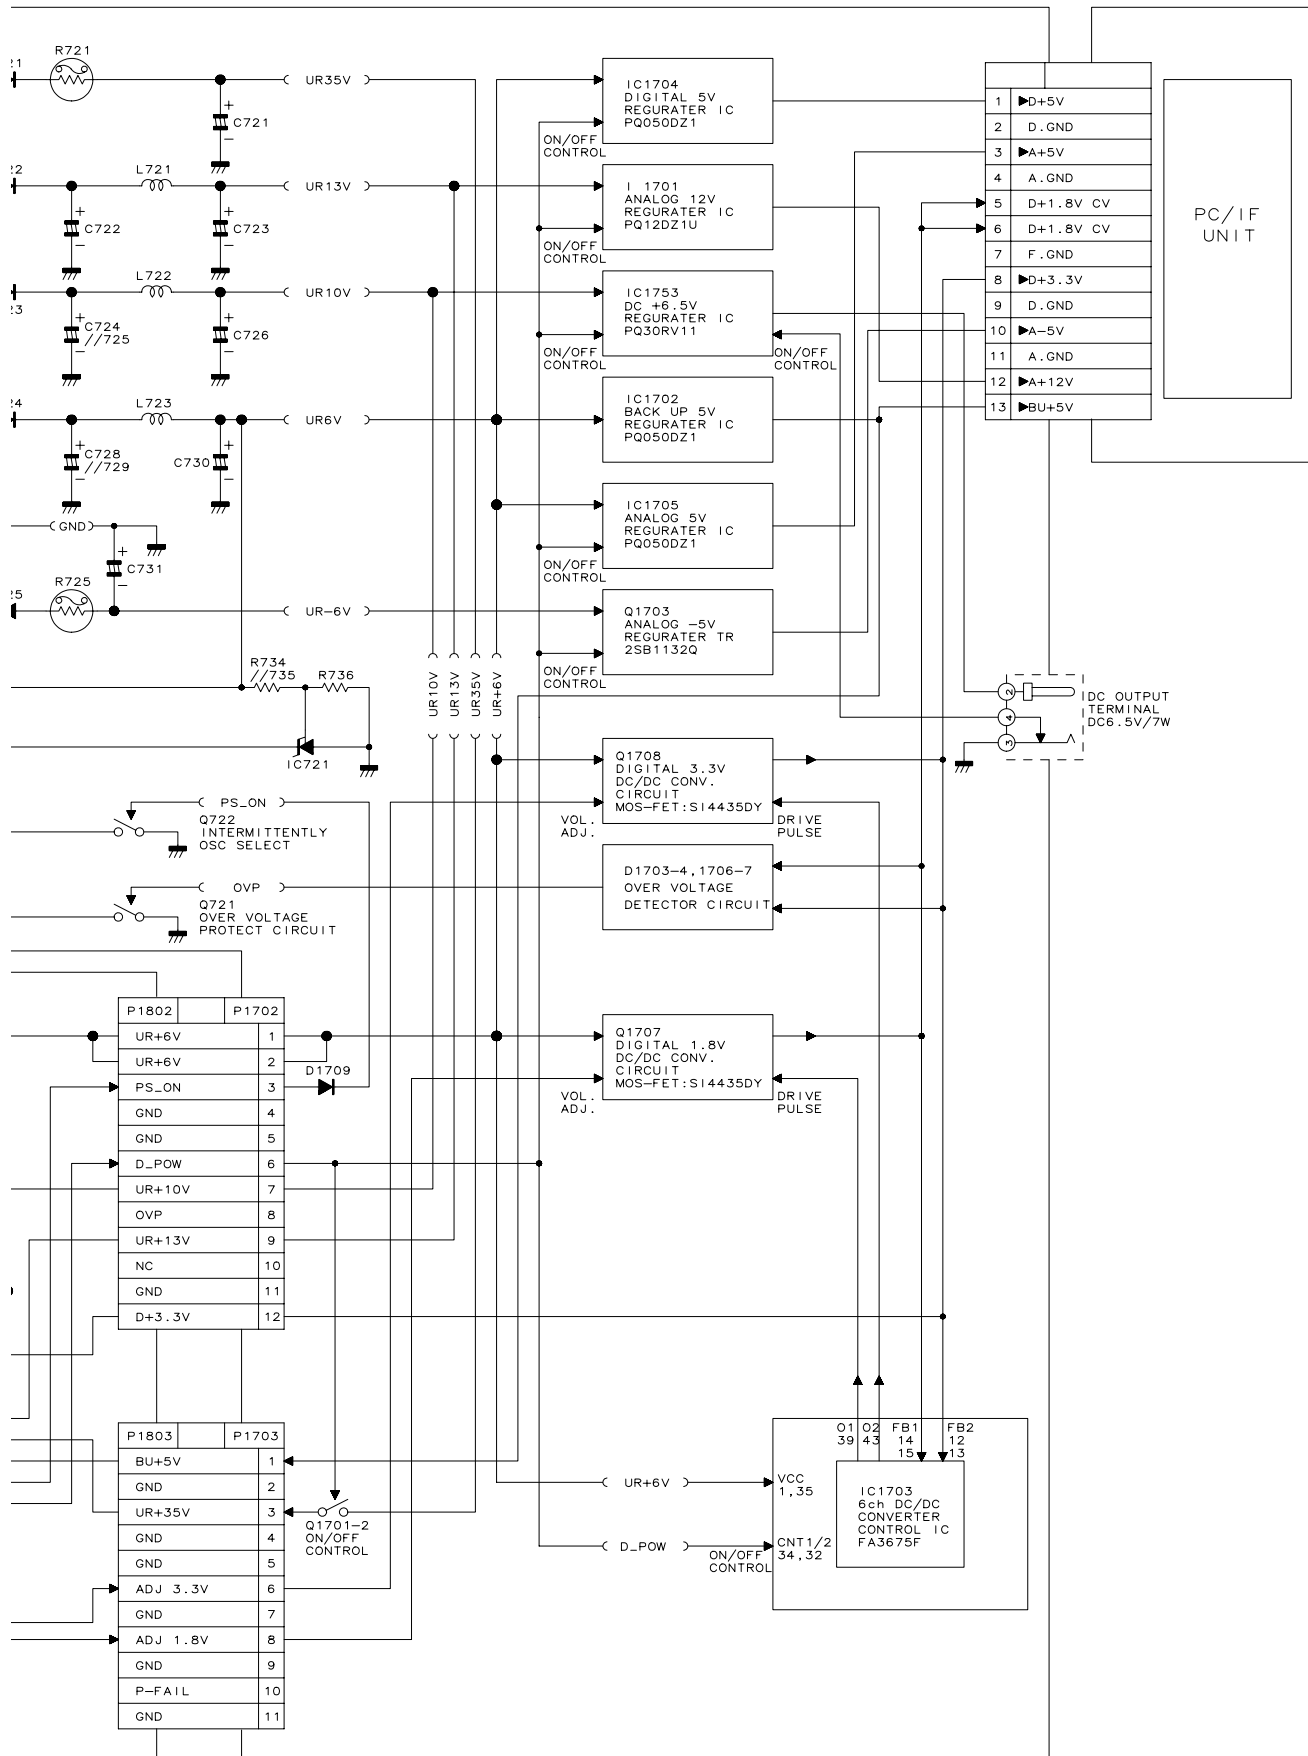 21
R721
UR35V
C721
22
L721
UR13V
C722
C723
23
L722
UR10V
C724
//725
C726
24
L723
UR6V
C728
//729
C730
GND
C731
25
R725
UR-6V
R734
//735
R736
IC721
UR10V
UR13V
UR35V
UR+6V
IC1704
DIGITAL 5V
REGURATER IC
PQ050DZ1
ON/OFF
CONTROL
I 1701
ANALOG 12V
REGURATER IC
PQ12DZ1U
ON/OFF
CONTROL
IC1753
DC +6.5V
REGURATER IC
PQ30RV11
ON/OFF
CONTROL
ON/OFF
CONTROL
IC1702
BACK UP 5V
REGURATER IC
PQ050DZ1
IC1705
ANALOG 5V
REGURATER IC
PQ050DZ1
ON/OFF
CONTROL
Q1703
ANALOG -5V
REGURATER TR
2SB1132Q
ON/OFF
CONTROL
1 D+5V
2 D.GND
3 A+5V
4 A.GND
5 D+1.8V CV
6 D+1.8V CV
7 F.GND
8 D+3.3V
9 D.GND
10 A-5V
11 A.GND
12 A+12V
13 BU+5V
PC/IF
UNIT
2
4
3
DC OUTPUT
TERMINAL
DC6.5V/7W
Q1708
DIGITAL 3.3V
DC/DC CONV.
CIRCUIT
MOS-FET:SI4435DY
VOL.
ADJ.
DRIVE
PULSE
PS_ON
Q722
INTERMITTENTLY
OSC SELECT
OVP
Q721
OVER VOLTAGE
PROTECT CIRCUIT
D1703-4,1706-7
OVER VOLTAGE
DETECTOR CIRCUIT
P1802 P1702
UR+6V 1
UR+6V 2
PS_ON 3
GND 4
GND 5
D_POW 6
UR+10V 7
OVP 8
UR+13V 9
NC 10
GND 11
D+3.3V 12
D1709
Q1707
DIGITAL 1.8V
DC/DC CONV.
CIRCUIT
MOS-FET:SI4435DY
VOL.
ADJ.
DRIVE
PULSE
P1803 P1703
BU+5V 1
GND 2
UR+35V 3
GND 4
GND 5
ADJ 3.3V 6
GND 7
ADJ 1.8V 8
GND 9
P-FAIL 10
GND 11
Q1701-2
ON/OFF
CONTROL
UR+6V
D_POW
ON/OFF
CONTROL
O1 O2 FB1 FB2
39 43 14 12
15 13
VCC
1,35
CNT1/2
34,32
IC1703
6ch DC/DC
CONVERTER
CONTROL IC
FA3675F